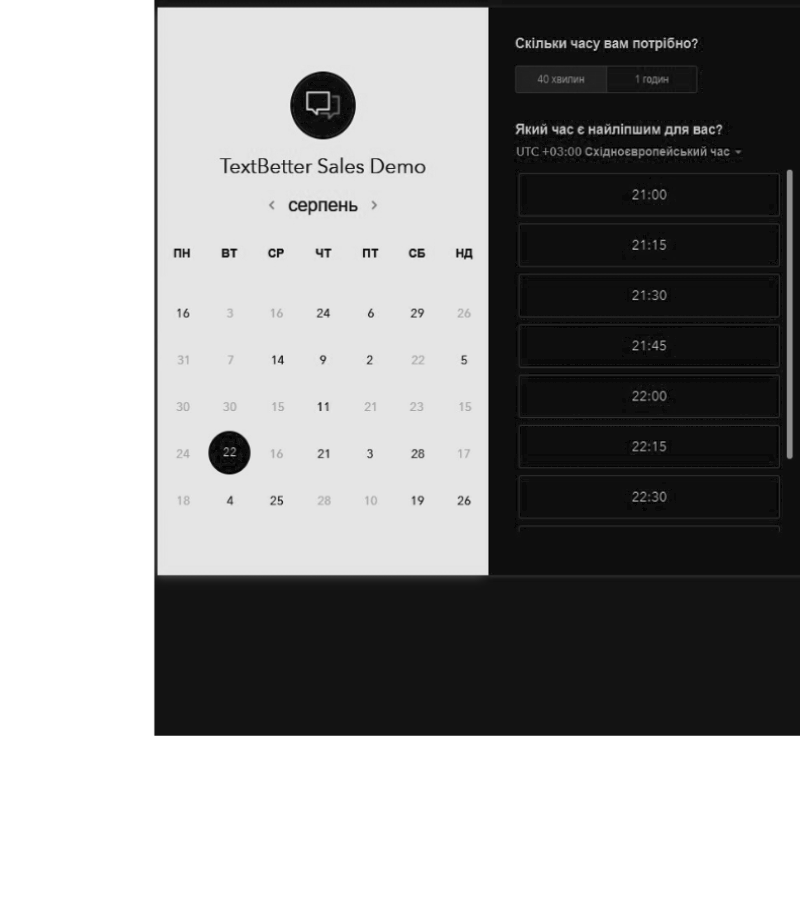 TextBetter Sales Demo
< серпень >
ПН ВТ СР ЧТ ПТ СБ НД
16 3 16 24 6 29 26
31 7 14 9 2 22 5
30 30 15 11 21 23 15
24 22 16 21 3 28 17
18 4 25 28 10 19 26
Скільки часу вам потрібно?
40 хвилин 1 годин
Який час є найліпшим для вас?
UTC +03:00 Східноєвропейський час
21:00
21:15
21:30
21:45
22:00
22:15
22:30